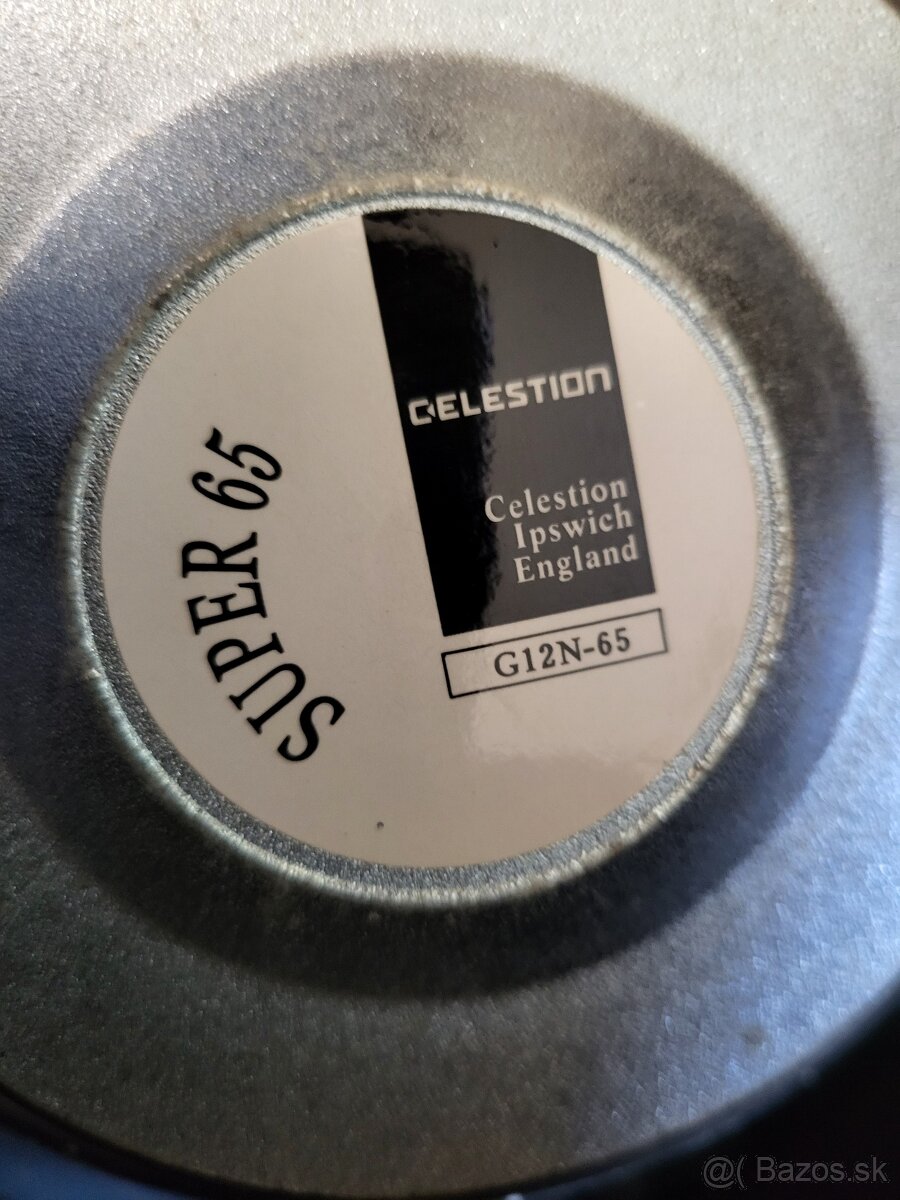 CELESTION
Celestion
Ipswich
England
G12N-65
SUPER 65
@( Bazos.sk